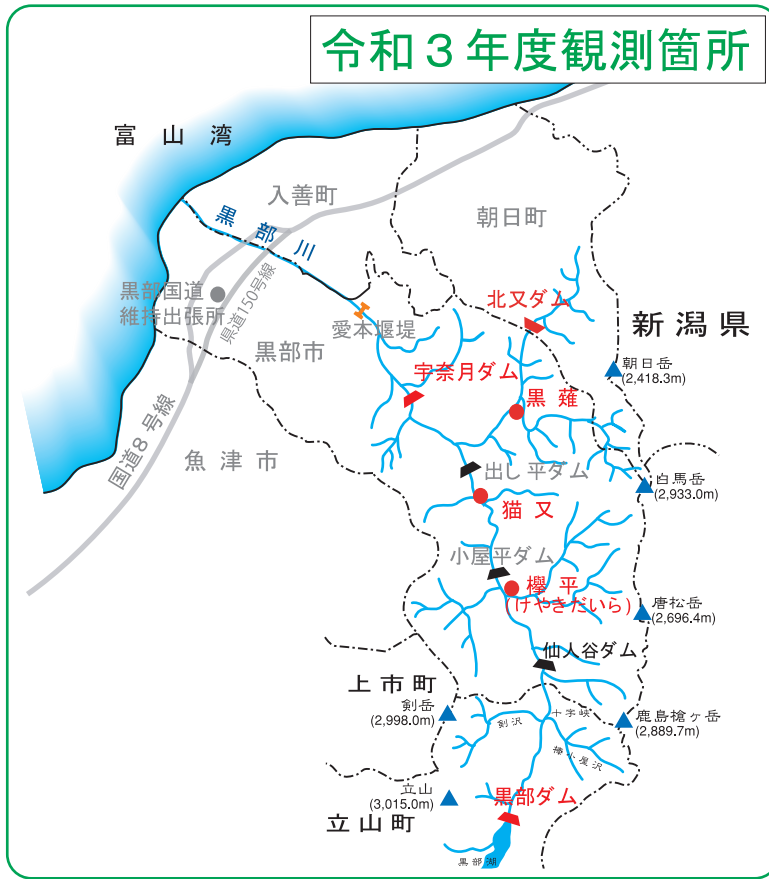 令和３年度観測箇所
富山湾
入善町
朝日町
黒部川
黒部国道
維持出張所
県道150号線
北又ダム
新潟県
愛本堰堤
黒部市
朝日岳
(2,418.3m)
宇奈月ダム
黒薙
国道8号線
魚津市
出し平ダム
白馬岳
(2,933.0m)
猫又
小屋平ダム
欅平
(けやきだいら)
唐松岳
(2,696.4m)
仙人谷ダム
上市町
剣岳
(2,998.0m)
剣沢
十字峡
鹿島槍ヶ岳
(2,889.7m)
棒小屋沢
立山
(3,015.0m)
黒部ダム
立山町
黒部湖